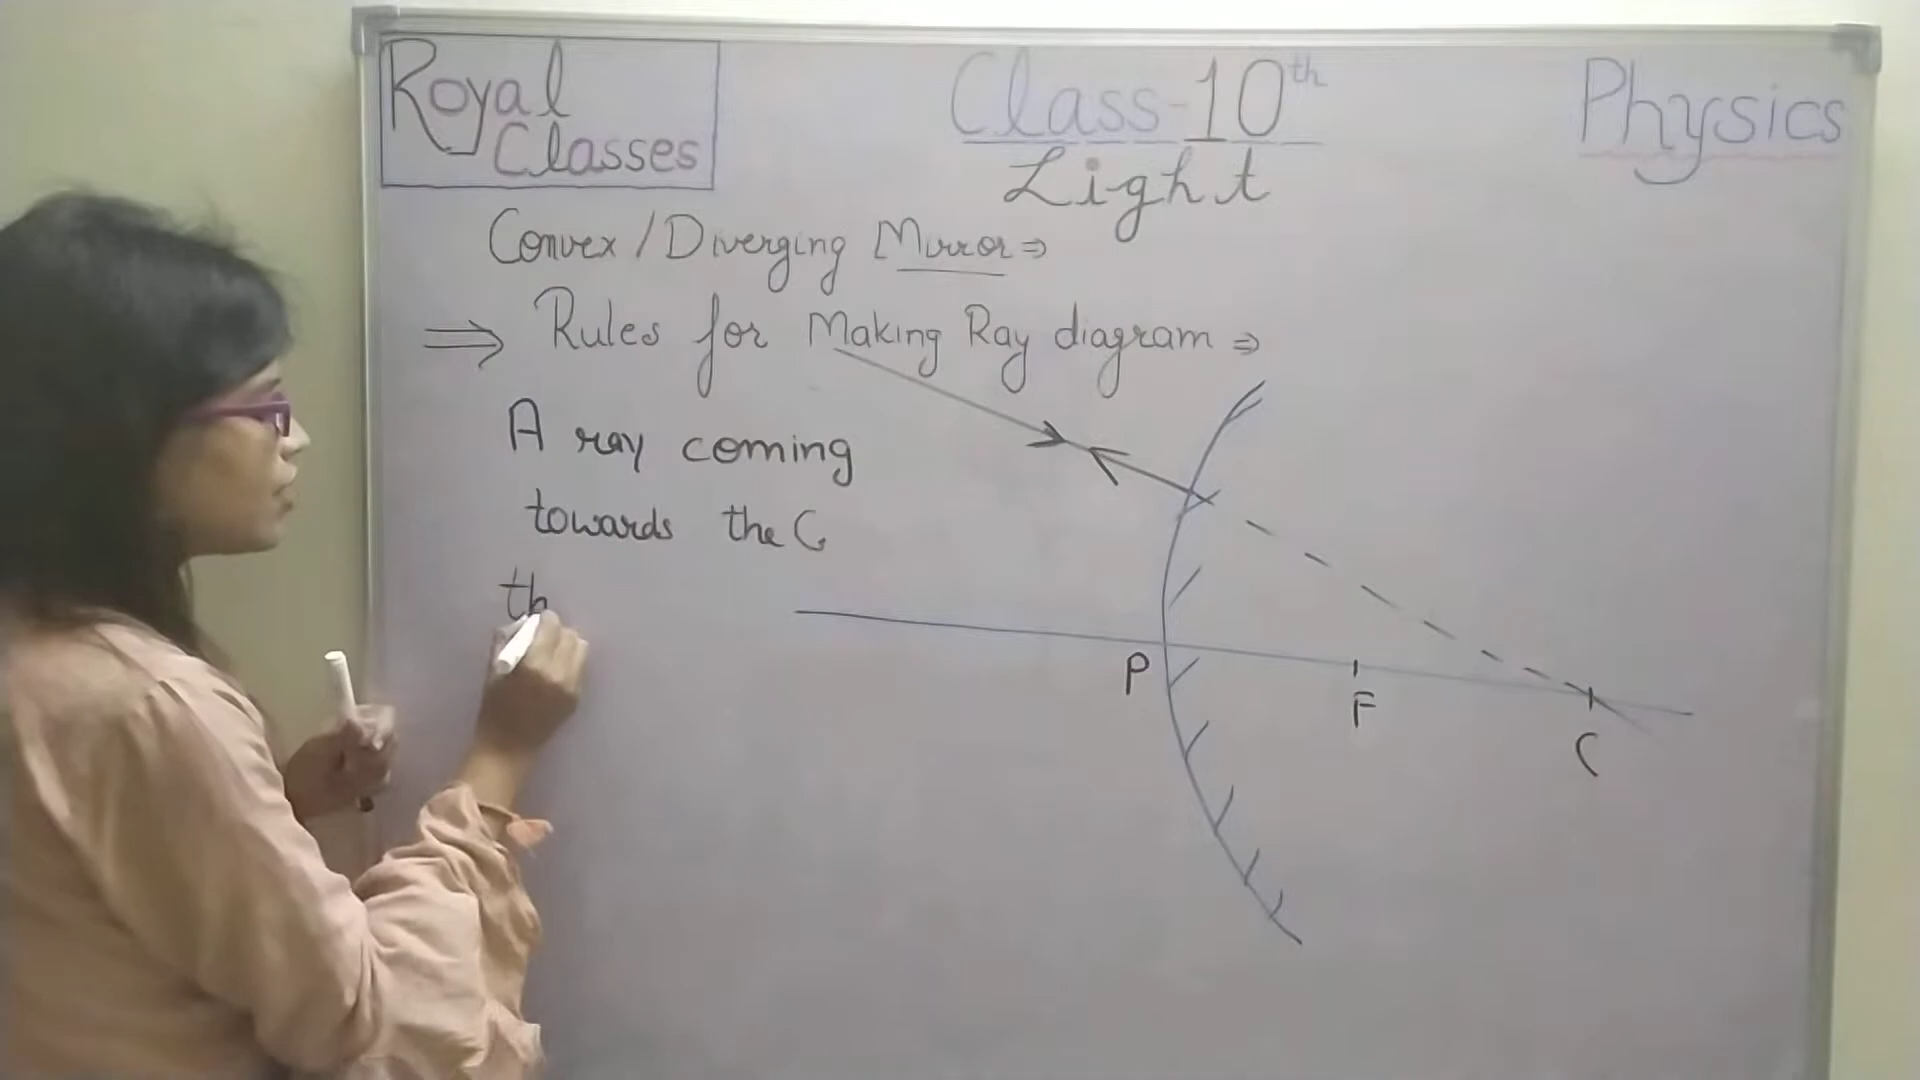 Royal
Classes
Class-10th
Light
Physics
Convex / Diverging Mirror ⇒
⇒ Rules for Making Ray diagram ⇒
A ray coming
towards the C
th
P
F
C